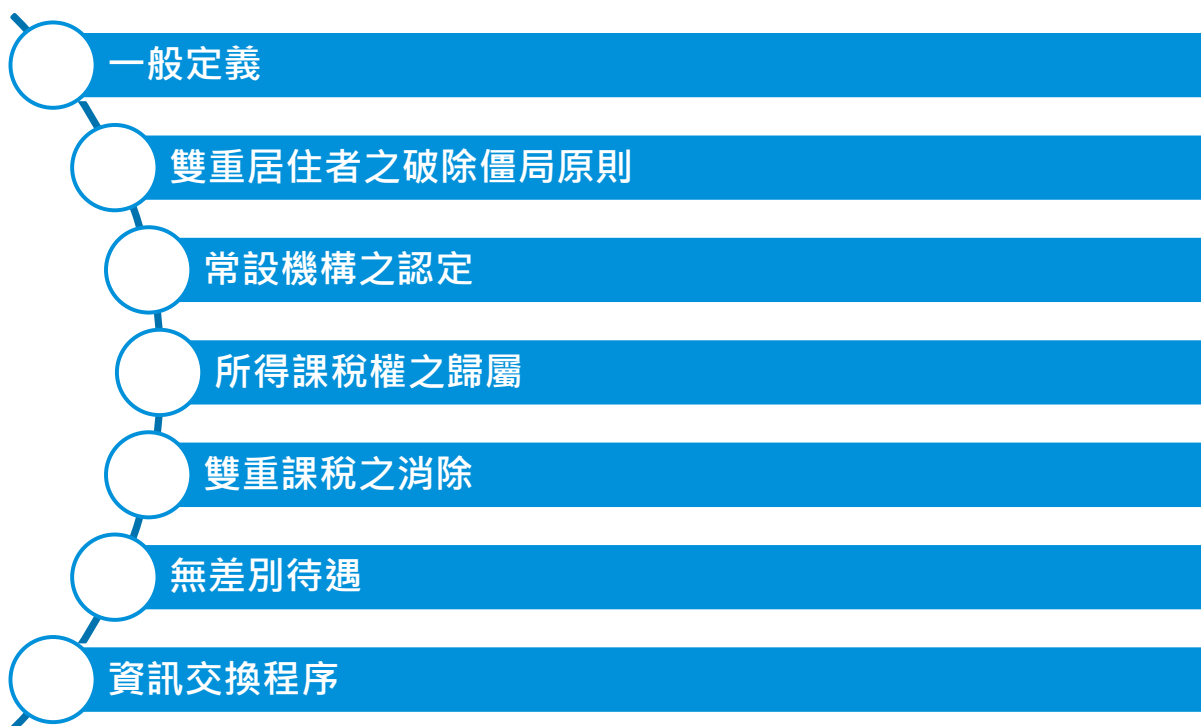 一般定義
雙重居住者之破除僵局原則
常設機構之認定
所得課稅權之歸屬
雙重課稅之消除
無差別待遇
資訊交換程序